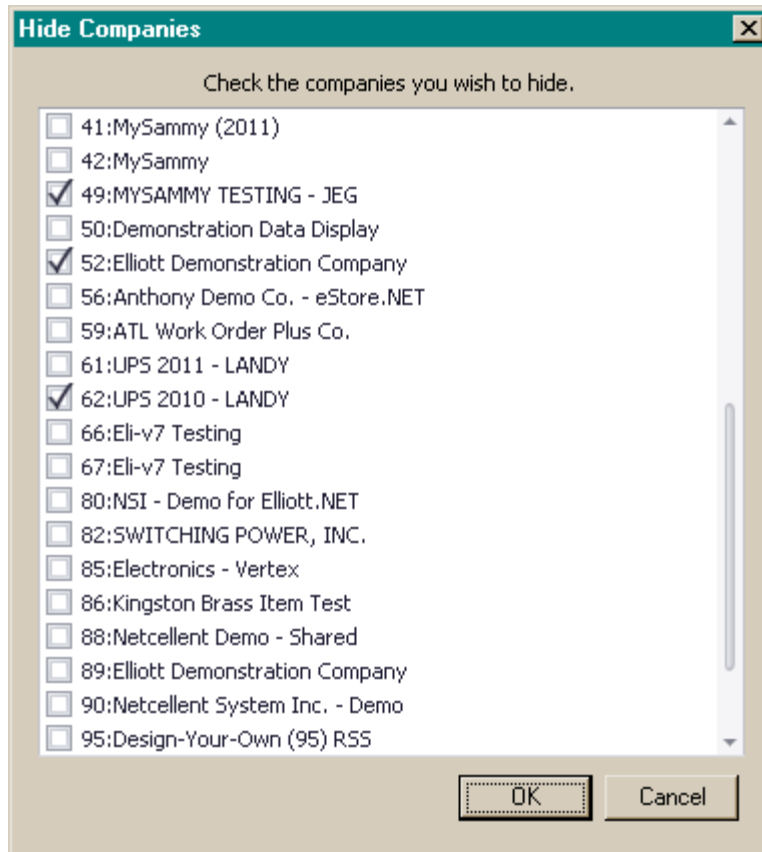 Hide Companies
Check the companies you wish to hide.
41:MySammy (2011)
42:MySammy
49:MYSAMMY TESTING - JEG
50:Demonstration Data Display
52:Elliott Demonstration Company
56:Anthony Demo Co. - eStore.NET
59:ATL Work Order Plus Co.
61:UPS 2011 - LANDY
62:UPS 2010 - LANDY
66:Eli-v7 Testing
67:Eli-v7 Testing
80:NSI - Demo for Elliott.NET
82:SWITCHING POWER, INC.
85:Electronics - Vertex
86:Kingston Brass Item Test
88:Netcellent Demo - Shared
89:Elliott Demonstration Company
90:Netcellent System Inc. - Demo
95:Design-Your-Own (95) RSS
OK Cancel